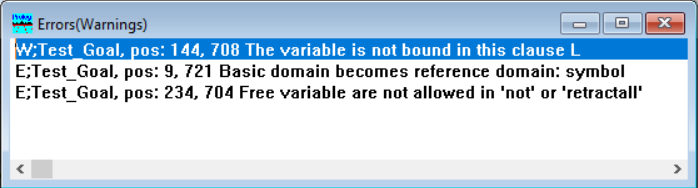 Errors(Warnings)
W;Test_Goal, pos: 144, 708 The variable is not bound in this clause L
E;Test_Goal, pos: 9, 721 Basic domain becomes reference domain: symbol
E;Test_Goal, pos: 234, 704 Free variable are not allowed in 'not' or 'retractall'